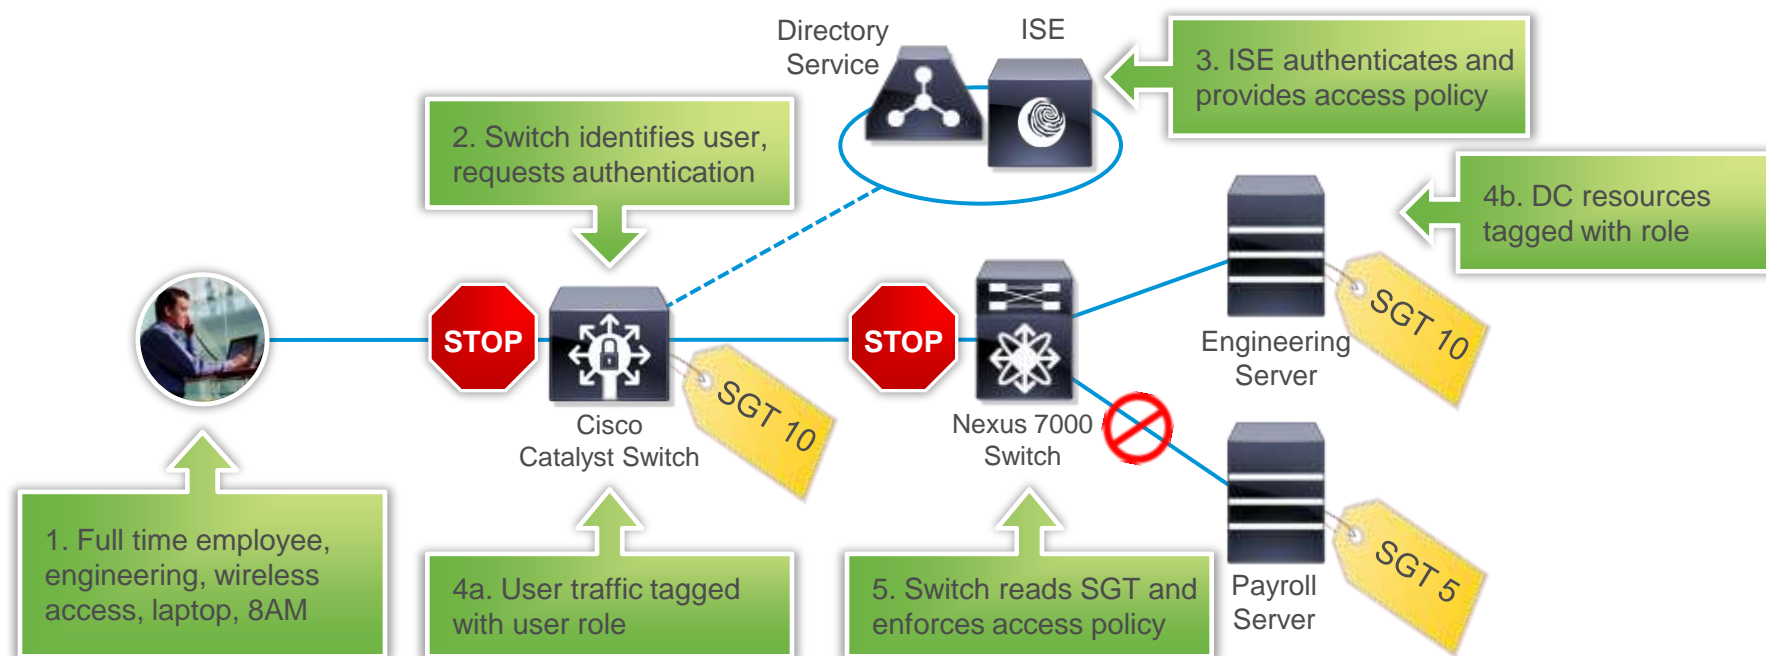 Directory
Service
ISE
3. ISE authenticates and
provides access policy
2. Switch identifies user,
requests authentication
4b. DC resources
tagged with role
STOP
STOP
SGT 10
Engineering
Server
SGT 10
Cisco
Catalyst Switch
Nexus 7000
Switch
1. Full time employee,
engineering, wireless
access, laptop, 8AM
4a. User traffic tagged
with user role
5. Switch reads SGT and
enforces access policy
Payroll
Server
SGT 5